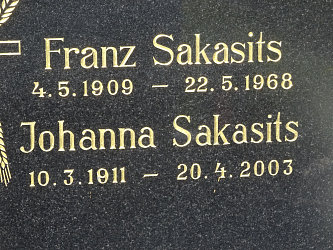 Franz Sakasits
4.5.1909 – 22.5.1968
Johanna Sakasits
10.3.1911 – 20.4.2003